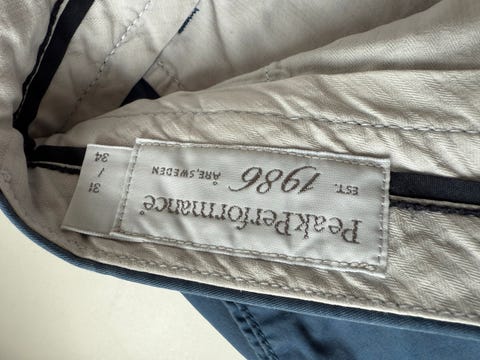 PeakPerformance®
EST. 1986
ÅRE, SWEDEN
31
/
34